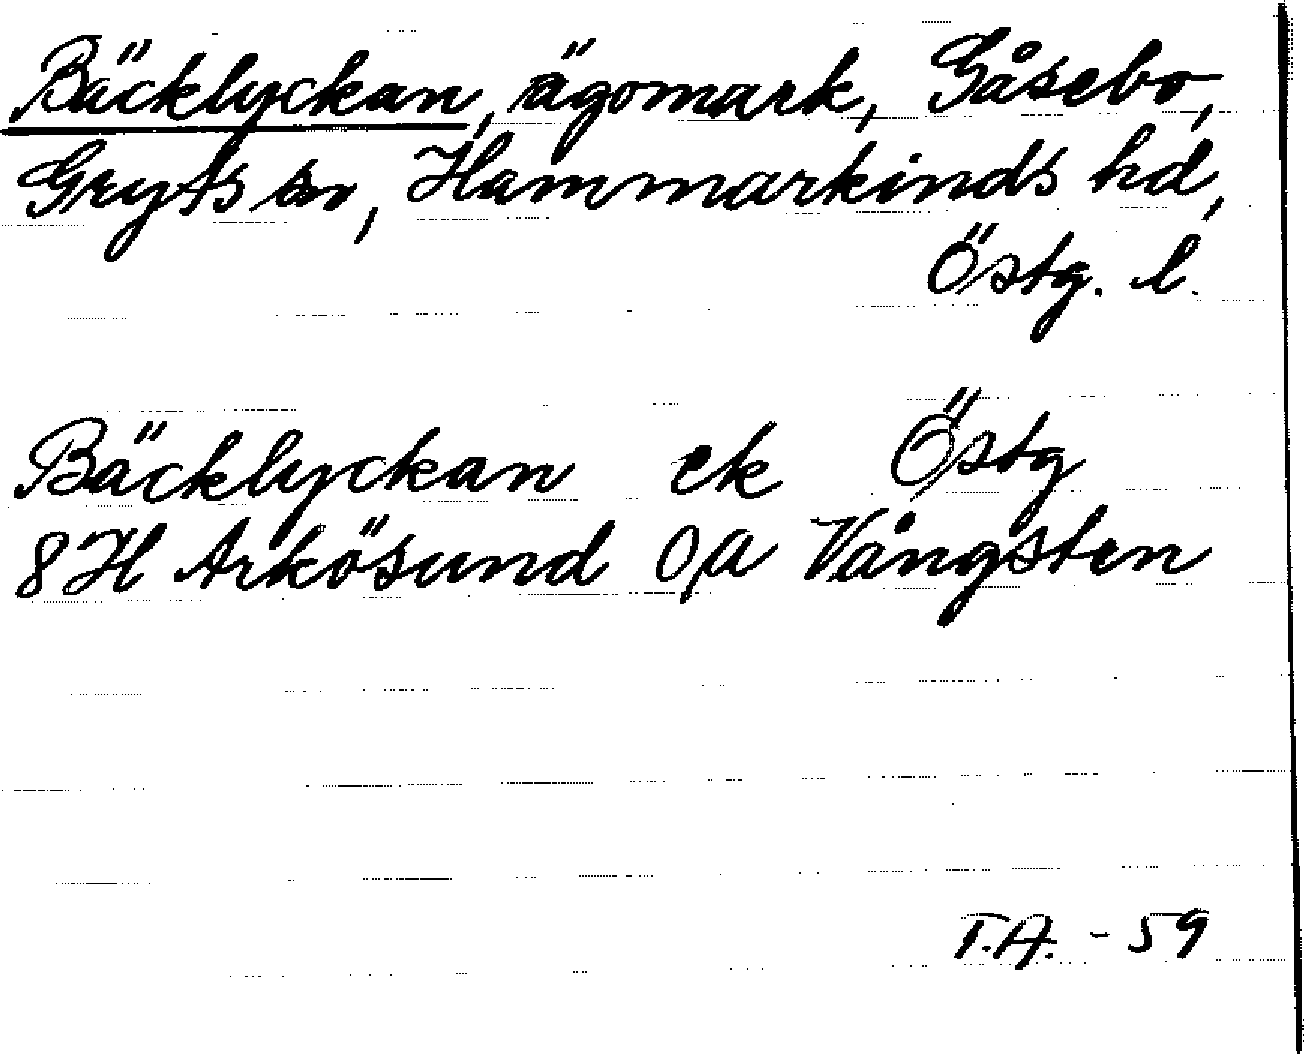 Bäcklyckan, ägomark, Gåsebo,
Gryts sn, Hammarkinds hd,
Östg. l.
Bäcklyckan ek Östg
8H Arkösund 0a Vångsten
T.A. - 59